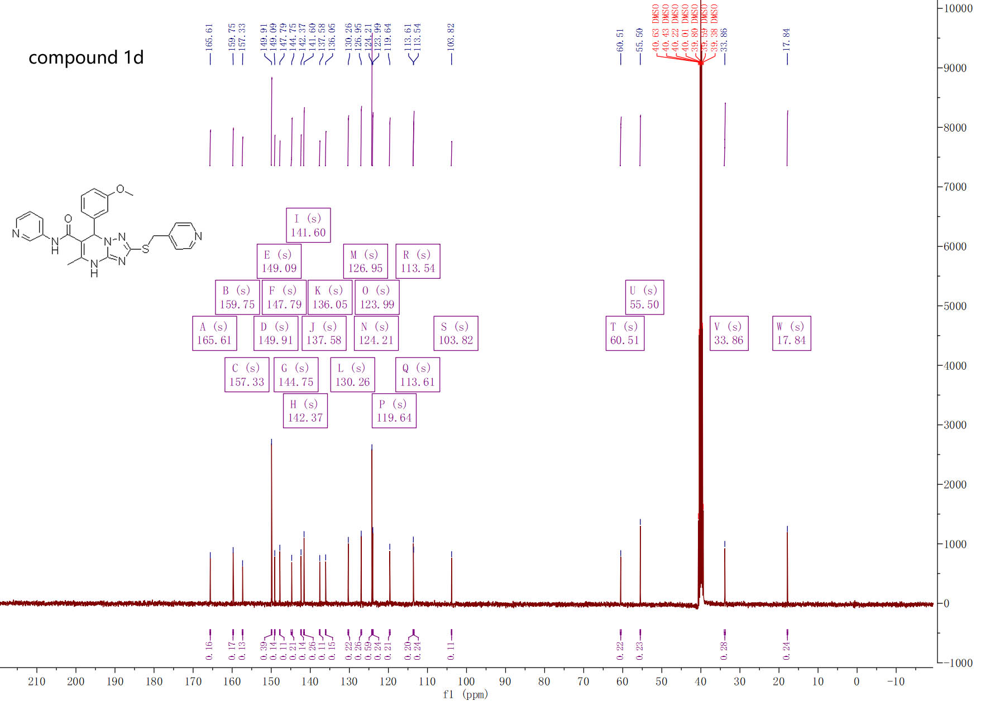 165.61
159.75
157.33
149.91
149.09
147.79
144.75
142.37
141.60
137.58
136.05
130.26
126.95
124.21
123.99
119.64
113.61
113.54
103.82
60.51
55.50
40.63 DMSO
40.43 DMSO
40.22 DMSO
40.01 DMSO
39.80 DMSO
39.59 DMSO
39.38 DMSO
33.86
17.84
compound 1d
O
O
N
N
H
N
N
N
N
H
S
N
I (s)
141.60
E (s)
149.09
M (s)
126.95
R (s)
113.54
B (s)
159.75
F (s)
147.79
K (s)
136.05
O (s)
123.99
U (s)
55.50
A (s)
165.61
D (s)
149.91
J (s)
137.58
N (s)
124.21
S (s)
103.82
T (s)
60.51
V (s)
33.86
W (s)
17.84
C (s)
157.33
G (s)
144.75
L (s)
130.26
Q (s)
113.61
H (s)
142.37
P (s)
119.64
10000
9000
8000
7000
6000
5000
4000
3000
2000
1000
0
-1000
0.16
0.17
0.13
0.39
0.14
0.11
0.21
0.14
0.26
0.11
0.15
0.22
0.26
0.59
0.24
0.21
0.20
0.24
0.11
0.22
0.23
0.28
0.24
210 200 190 180 170 160 150 140 130 120 110 100 90 80 70 60 50 40 30 20 10 0 -10
f1 (ppm)